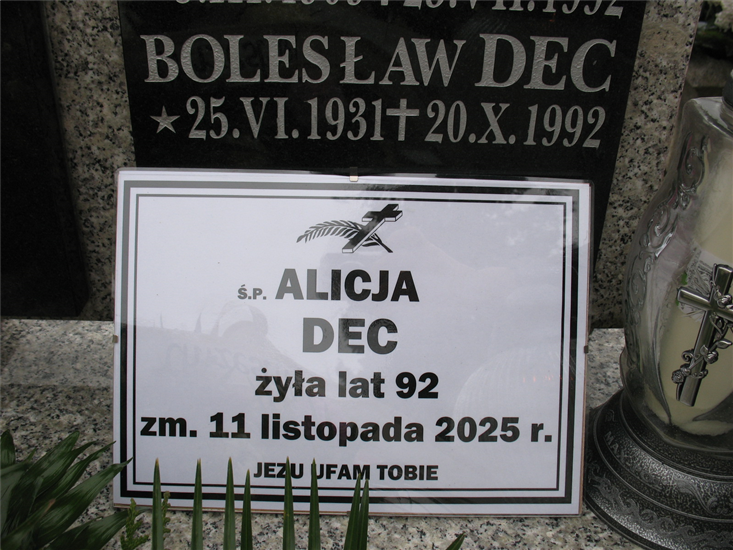 BOLESŁAW DEC
★25.VI.1931✝20.X.1992
Ś.P. ALICJA
DEC
żyła lat 92
zm. 11 listopada 2025 r.
JEZU UFAM TOBIE